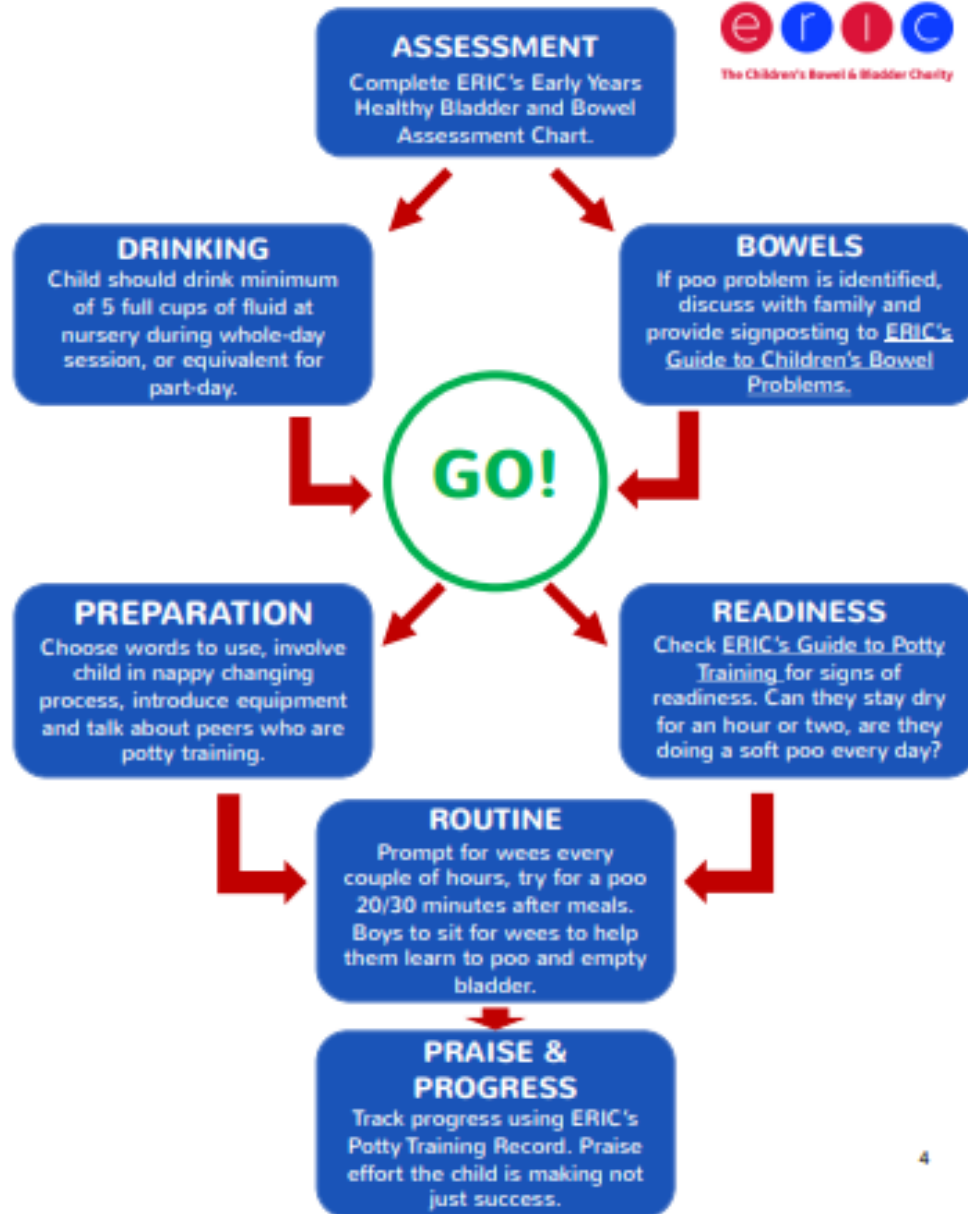 ASSESSMENT
Complete ERIC's Early Years
Healthy Bladder and Bowel
Assessment Chart.
eric
The Children's Bowel & Bladder Charity
DRINKING
Child should drink minimum
of 5 full cups of fluid at
nursery during whole-day
session, or equivalent for
part-day.
BOWELS
If poo problem is identified,
discuss with family and
provide signposting to ERIC's
Guide to Children's Bowel
Problems.
GO!
PREPARATION
Choose words to use, involve
child in nappy changing
process, introduce equipment
and talk about peers who are
potty training.
READINESS
Check ERIC's Guide to Potty
Training for signs of
readiness. Can they stay dry
for an hour or two, are they
doing a soft poo every day?
ROUTINE
Prompt for wees every
couple of hours, try for a poo
20/30 minutes after meals.
Boys to sit for wees to help
them learn to poo and empty
bladder.
PRAISE &
PROGRESS
Track progress using ERIC's
Potty Training Record. Praise
effort the child is making not
just success.
4